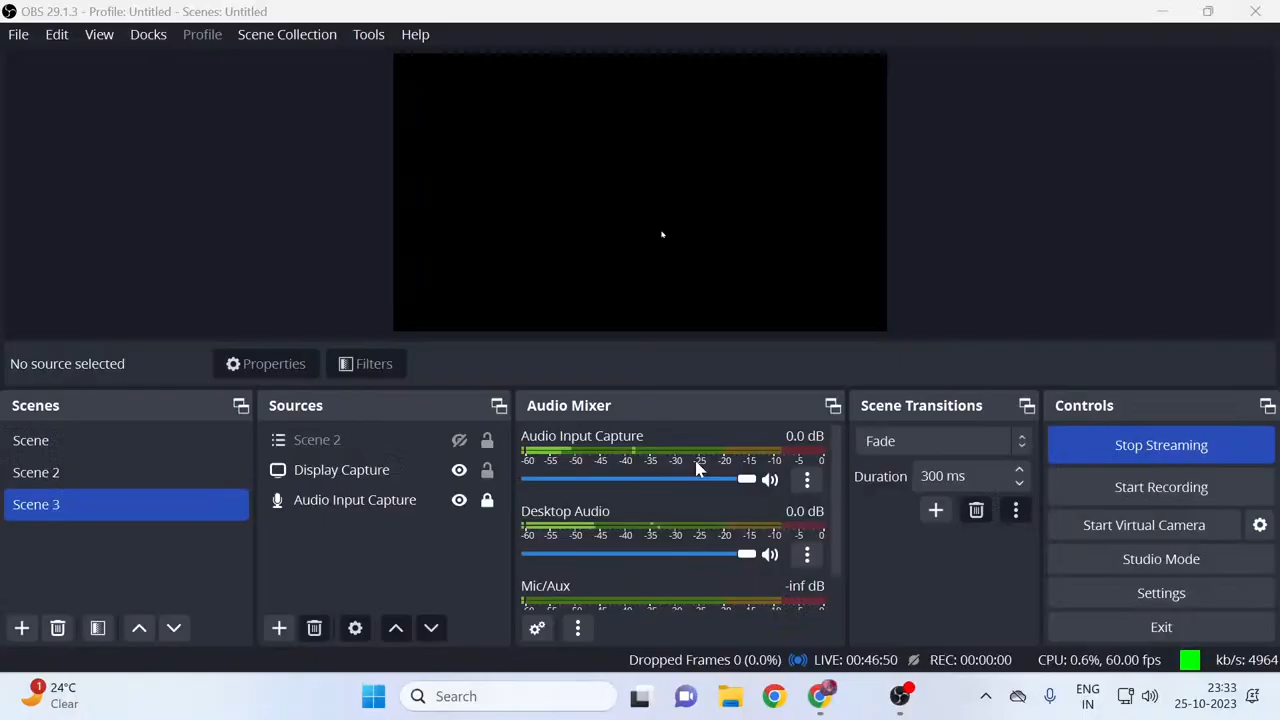 OBS 29.1.3 - Profile: Untitled - Scenes: Untitled
File Edit View Docks Profile Scene Collection Tools Help
No source selected Properties Filters
Scenes
Scene
Scene 2
Scene 3
Sources
Scene 2
Display Capture
Audio Input Capture
Audio Mixer
Audio Input Capture 0.0 dB
-60 -55 -50 -45 -40 -35 -30 -25 -20 -15 -10 -5 0
Desktop Audio 0.0 dB
-60 -55 -50 -45 -40 -35 -30 -25 -20 -15 -10 -5 0
Mic/Aux -inf dB
Scene Transitions
Fade
Duration 300 ms
Controls
Stop Streaming
Start Recording
Start Virtual Camera
Studio Mode
Settings
Exit
Dropped Frames 0 (0.0%) LIVE: 00:46:50 REC: 00:00:00 CPU: 0.6%, 60.00 fps kb/s: 4964
1
24°C
Clear
Search
ENG
IN
23:33
25-10-2023